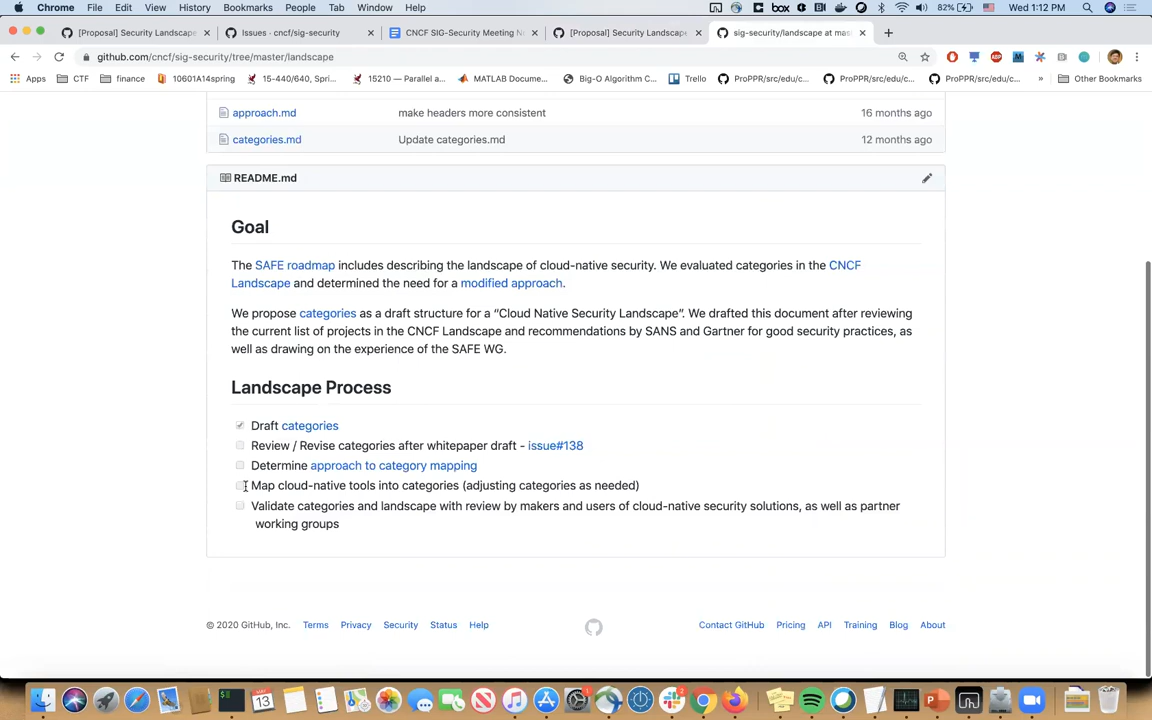 Chrome File Edit View History Bookmarks People Tab Window Help
box 82% Wed 1:12 PM
[Proposal] Security Landscape
Issues · cncf/sig-security
CNCF SIG-Security Meeting N
[Proposal] Security Landscape
sig-security/landscape at mas
github.com/cncf/sig-security/tree/master/landscape
Apps CTF finance 10601A14spring 15-440/640, Spri... 15210 — Parallel a... MATLAB Docume... Big-O Algorithm C... Trello ProPPR/src/edu/c... ProPPR/src/edu/c... ProPPR/src/edu/c... » Other Bookmarks
approach.md make headers more consistent 16 months ago
categories.md Update categories.md 12 months ago
README.md
Goal
The SAFE roadmap includes describing the landscape of cloud-native security. We evaluated categories in the CNCF
Landscape and determined the need for a modified approach.
We propose categories as a draft structure for a “Cloud Native Security Landscape”. We drafted this document after reviewing
the current list of projects in the CNCF Landscape and recommendations by SANS and Gartner for good security practices, as
well as drawing on the experience of the SAFE WG.
Landscape Process
Draft categories
Review / Revise categories after whitepaper draft - issue#138
Determine approach to category mapping
Map cloud-native tools into categories (adjusting categories as needed)
Validate categories and landscape with review by makers and users of cloud-native security solutions, as well as partner
working groups
© 2020 GitHub, Inc. Terms Privacy Security Status Help Contact GitHub Pricing API Training Blog About
13